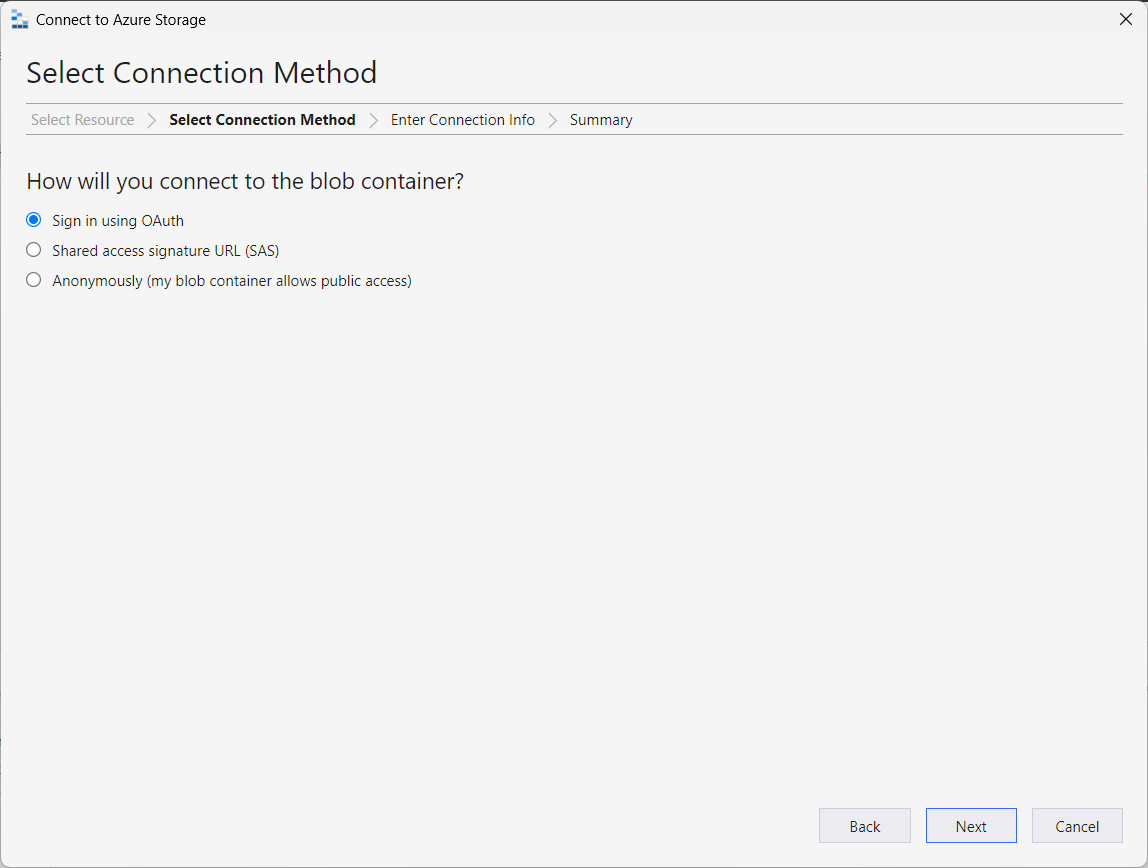 Connect to Azure Storage
Select Connection Method
Select Resource Select Connection Method Enter Connection Info Summary
How will you connect to the blob container?
Sign in using OAuth
Shared access signature URL (SAS)
Anonymously (my blob container allows public access)
Back Next Cancel